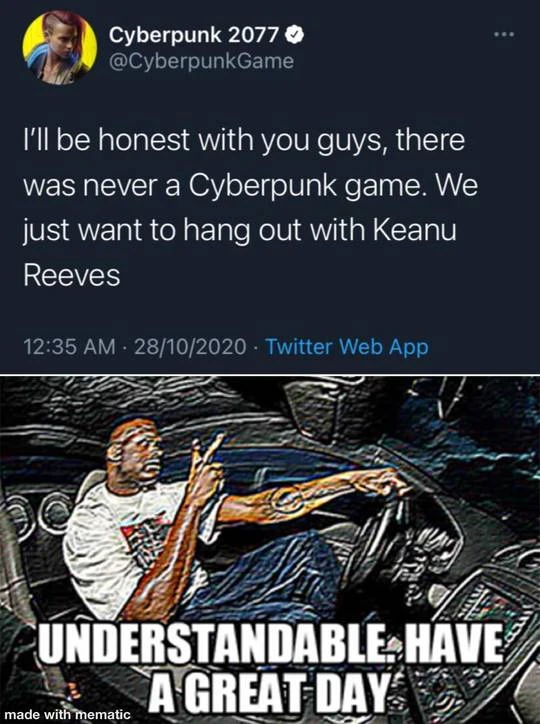 Cyberpunk 2077
@CyberpunkGame
I'll be honest with you guys, there
was never a Cyberpunk game. We
just want to hang out with Keanu
Reeves
12:35 AM · 28/10/2020 · Twitter Web App
UNDERSTANDABLE, HAVE
A GREAT DAY
made with mematic